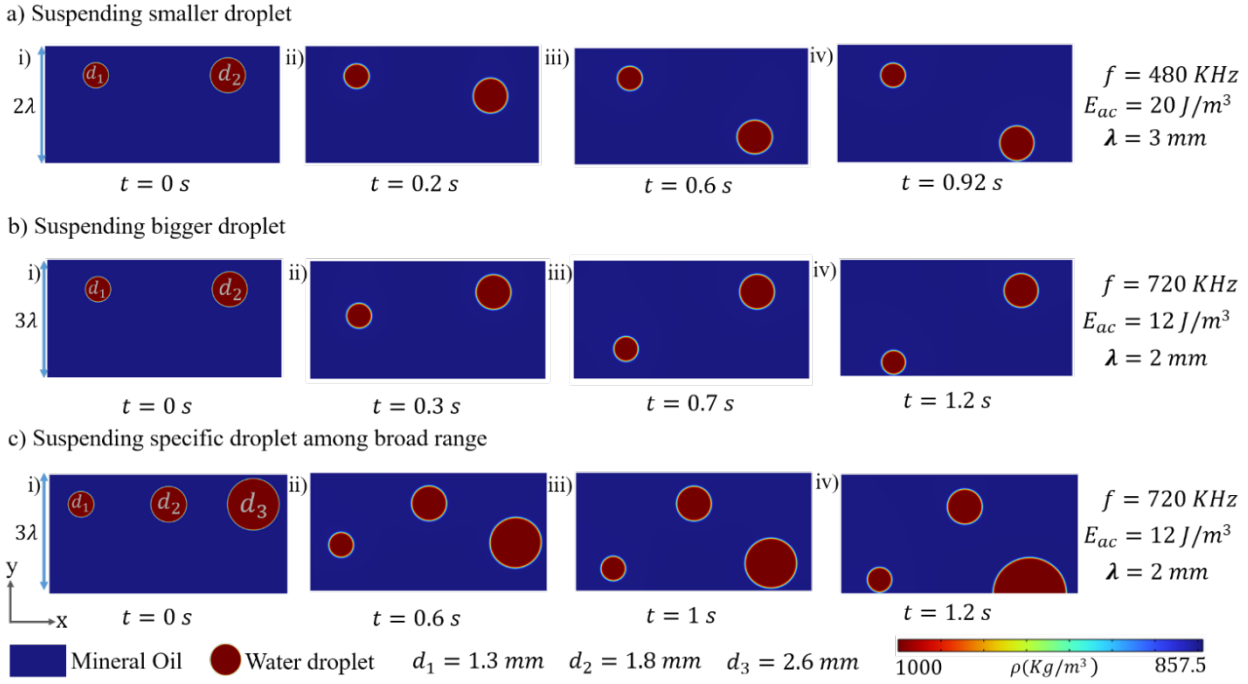 a) Suspending smaller droplet
i) ii) iii) iv)
d₁ d₂
2λ
f = 480 KHz
E_ac = 20 J/m³
λ = 3 mm
t = 0 s t = 0.2 s t = 0.6 s t = 0.92 s
b) Suspending bigger droplet
i) ii) iii) iv)
d₁ d₂
3λ
f = 720 KHz
E_ac = 12 J/m³
λ = 2 mm
t = 0 s t = 0.3 s t = 0.7 s t = 1.2 s
c) Suspending specific droplet among broad range
i) ii) iii) iv)
d₁ d₂ d₃
3λ
f = 720 KHz
E_ac = 12 J/m³
λ = 2 mm
y
x
t = 0 s t = 0.6 s t = 1 s t = 1.2 s
Mineral Oil Water droplet d₁ = 1.3 mm d₂ = 1.8 mm d₃ = 2.6 mm
1000 ρ(Kg/m³) 857.5